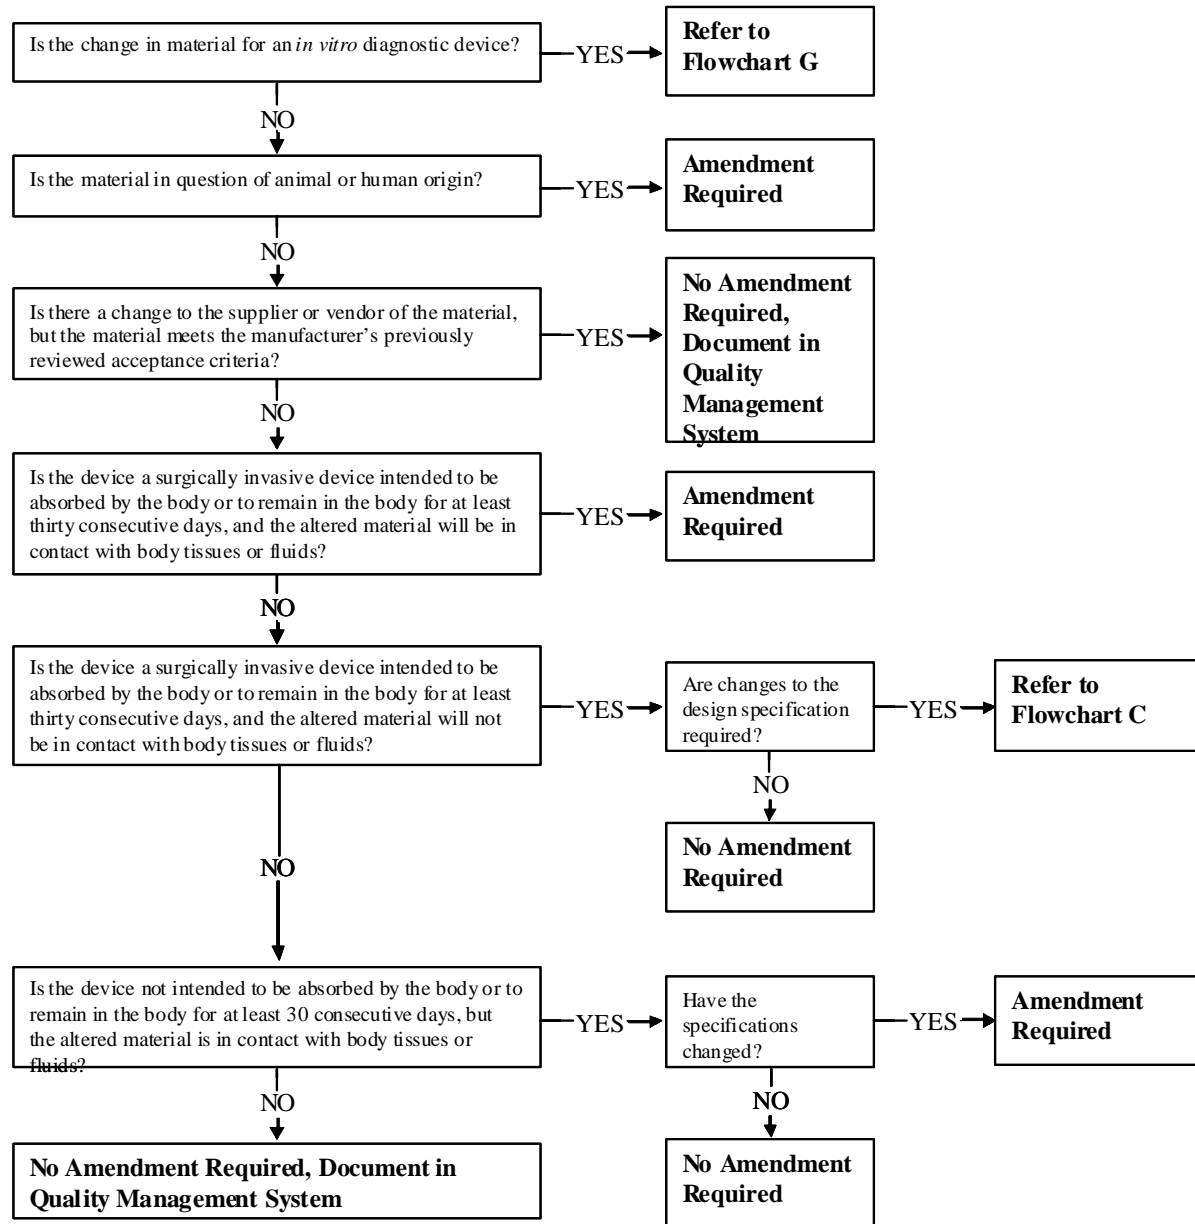 Is the change in material for an in vitro diagnostic device?
YES
Refer to
Flowchart G
NO
Is the material in question of animal or human origin?
YES
Amendment
Required
NO
Is there a change to the supplier or vendor of the material,
but the material meets the manufacturer's previously
reviewed acceptance criteria?
YES
No Amendment
Required,
Document in
Quality
Management
System
NO
Is the device a surgically invasive device intended to be
absorbed by the body or to remain in the body for at least
thirty consecutive days, and the altered material will be in
contact with body tissues or fluids?
YES
Amendment
Required
NO
Is the device a surgically invasive device intended to be
absorbed by the body or to remain in the body for at least
thirty consecutive days, and the altered material will not
be in contact with body tissues or fluids?
YES
Are changes to the
design specification
required?
YES
Refer to
Flowchart C
NO
No Amendment
Required
NO
Is the device not intended to be absorbed by the body or to
remain in the body for at least 30 consecutive days, but
the altered material is in contact with body tissues or
fluids?
YES
Have the
specifications
changed?
YES
Amendment
Required
NO
NO
No Amendment Required, Document in
Quality Management System
No Amendment
Required